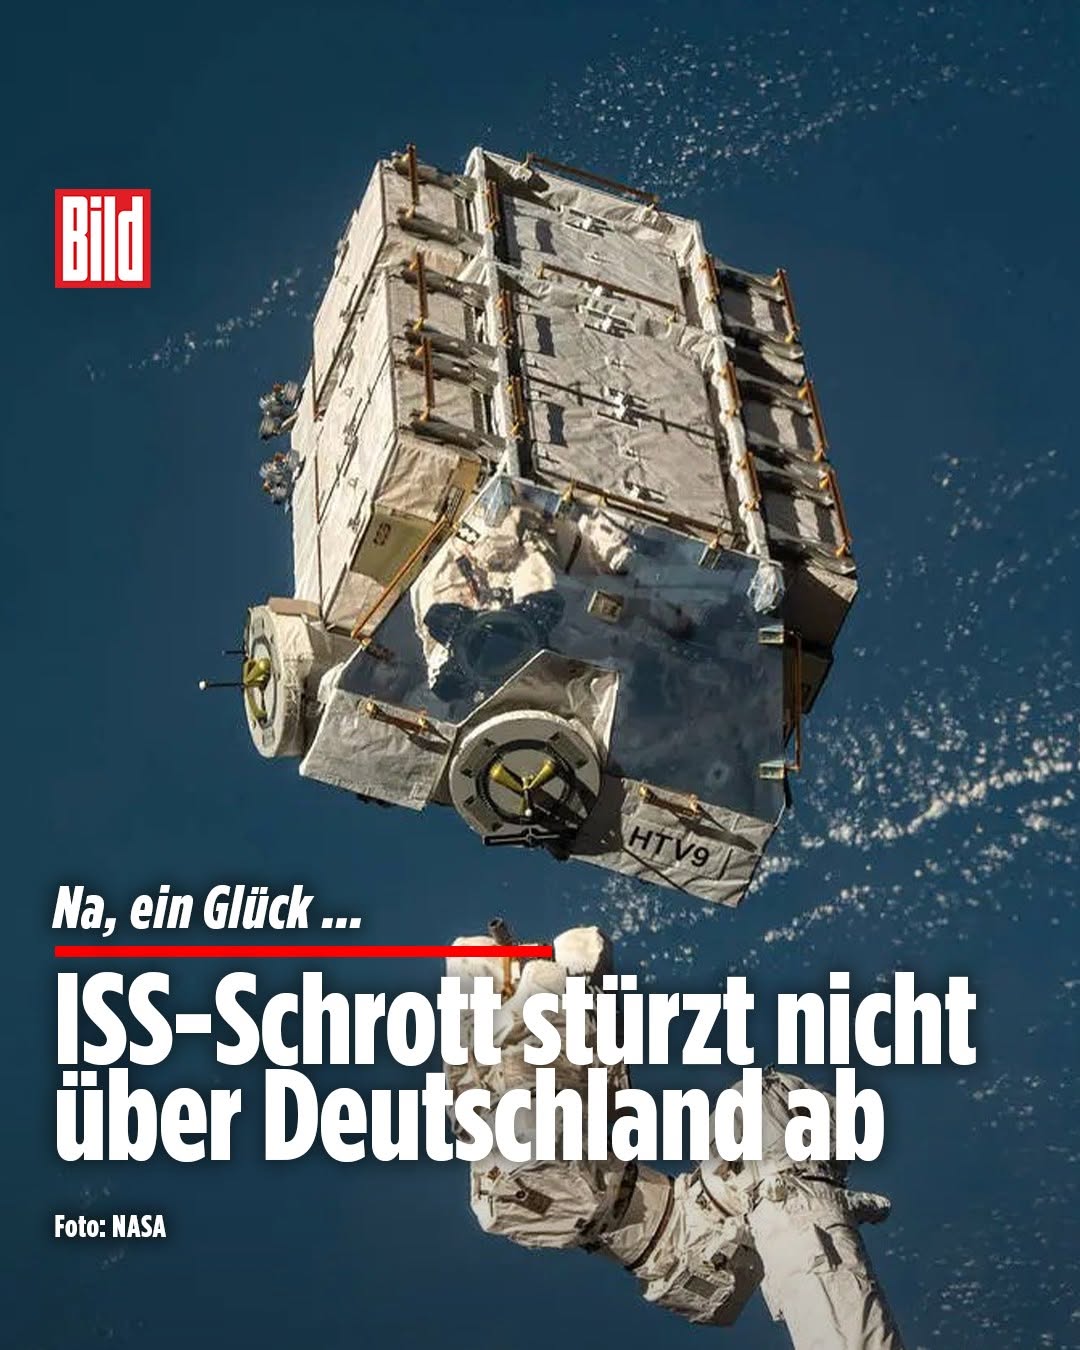 Bild
HTV9
Na, ein Glück ...
ISS-Schrott stürzt nicht
über Deutschland ab
Foto: NASA